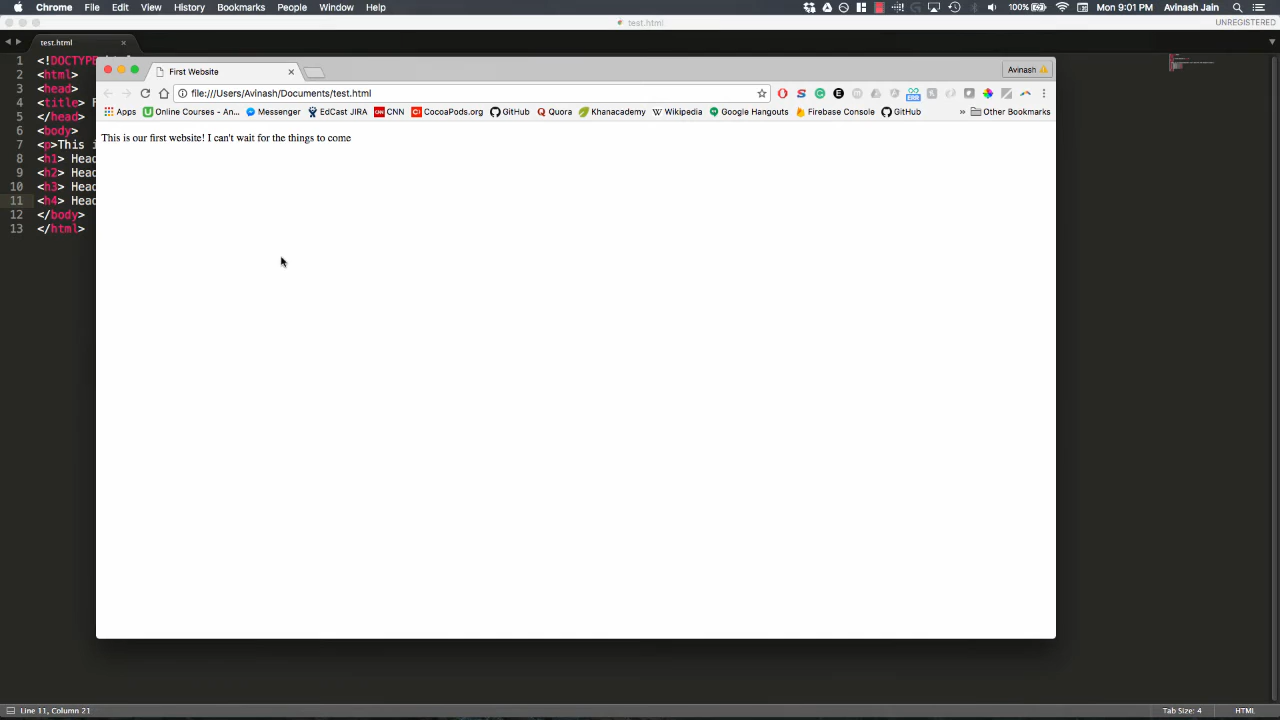 Chrome File Edit View History Bookmarks People Window Help 100% Mon 9:01 PM Avinash Jain
test.html UNREGISTERED
test.html
1 <!DOCTYPE
2 <html>
3 <head>
4 <title> F
5 </head>
6 <body>
7 <p>This i
8 <h1> Head
9 <h2> Head
10 <h3> Head
11 <h4> Head
12 </body>
13 </html>
First Website Avinash
file:///Users/Avinash/Documents/test.html
Apps Online Courses - An... Messenger EdCast JIRA CNN CocoaPods.org GitHub Quora Khanacademy Wikipedia Google Hangouts Firebase Console GitHub » Other Bookmarks
This is our first website! I can't wait for the things to come
Line 11, Column 21 Tab Size: 4 HTML